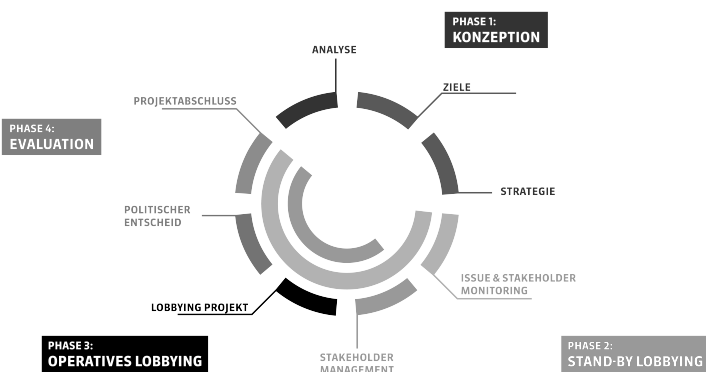 PHASE 1:
KONZEPTION
ANALYSE
ZIELE
PROJEKTABSCHLUSS
PHASE 4:
EVALUATION
STRATEGIE
POLITISCHER
ENTSCHEID
ISSUE & STAKEHOLDER
MONITORING
LOBBYING PROJEKT
PHASE 3:
OPERATIVES LOBBYING
STAKEHOLDER
MANAGEMENT
PHASE 2:
STAND-BY LOBBYING